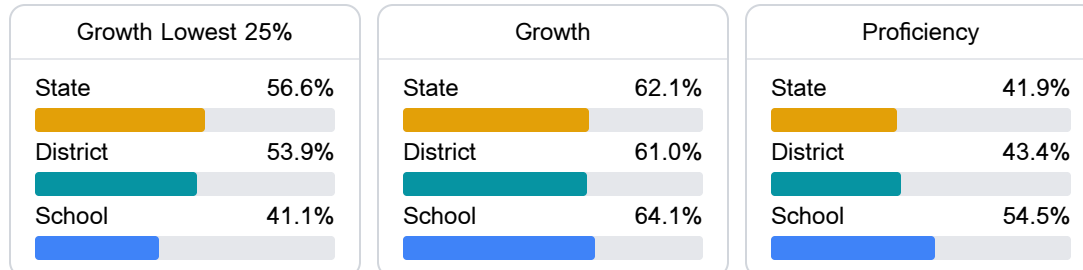 Growth Lowest 25%
State 56.6%
District 53.9%
School 41.1%
Growth
State 62.1%
District 61.0%
School 64.1%
Proficiency
State 41.9%
District 43.4%
School 54.5%